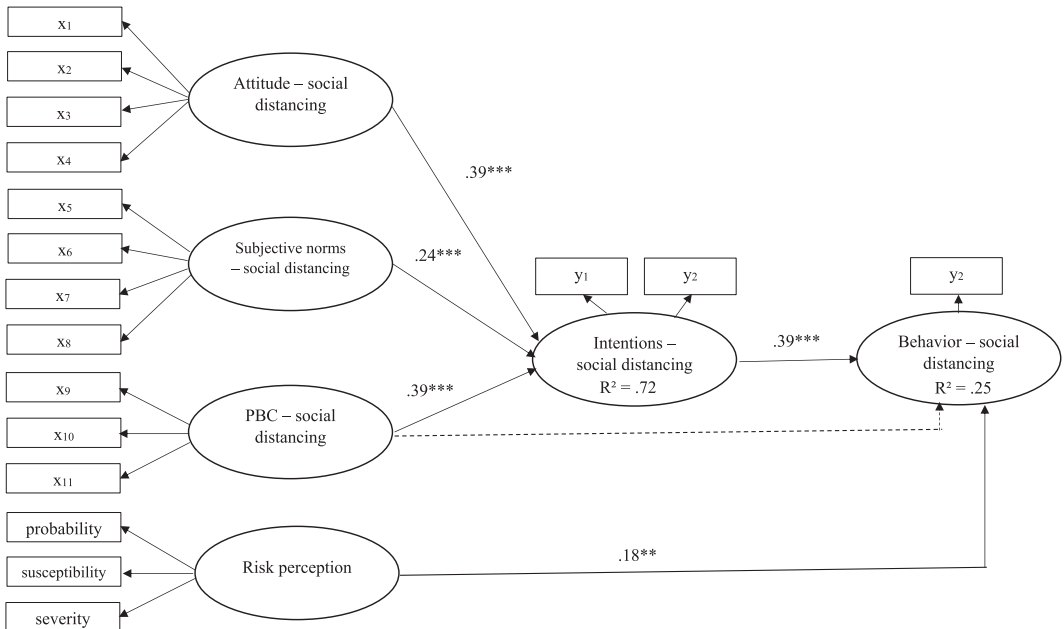 x1
x2
x3
x4
Attitude – social
distancing
.39***
x5
x6
x7
x8
Subjective norms
– social distancing
.24***
x9
x10
x11
PBC – social
distancing
.39***
y1
y2
Intentions –
social distancing
R² = .72
.39***
y2
Behavior – social
distancing
R² = .25
probability
susceptibility
severity
Risk perception
.18**